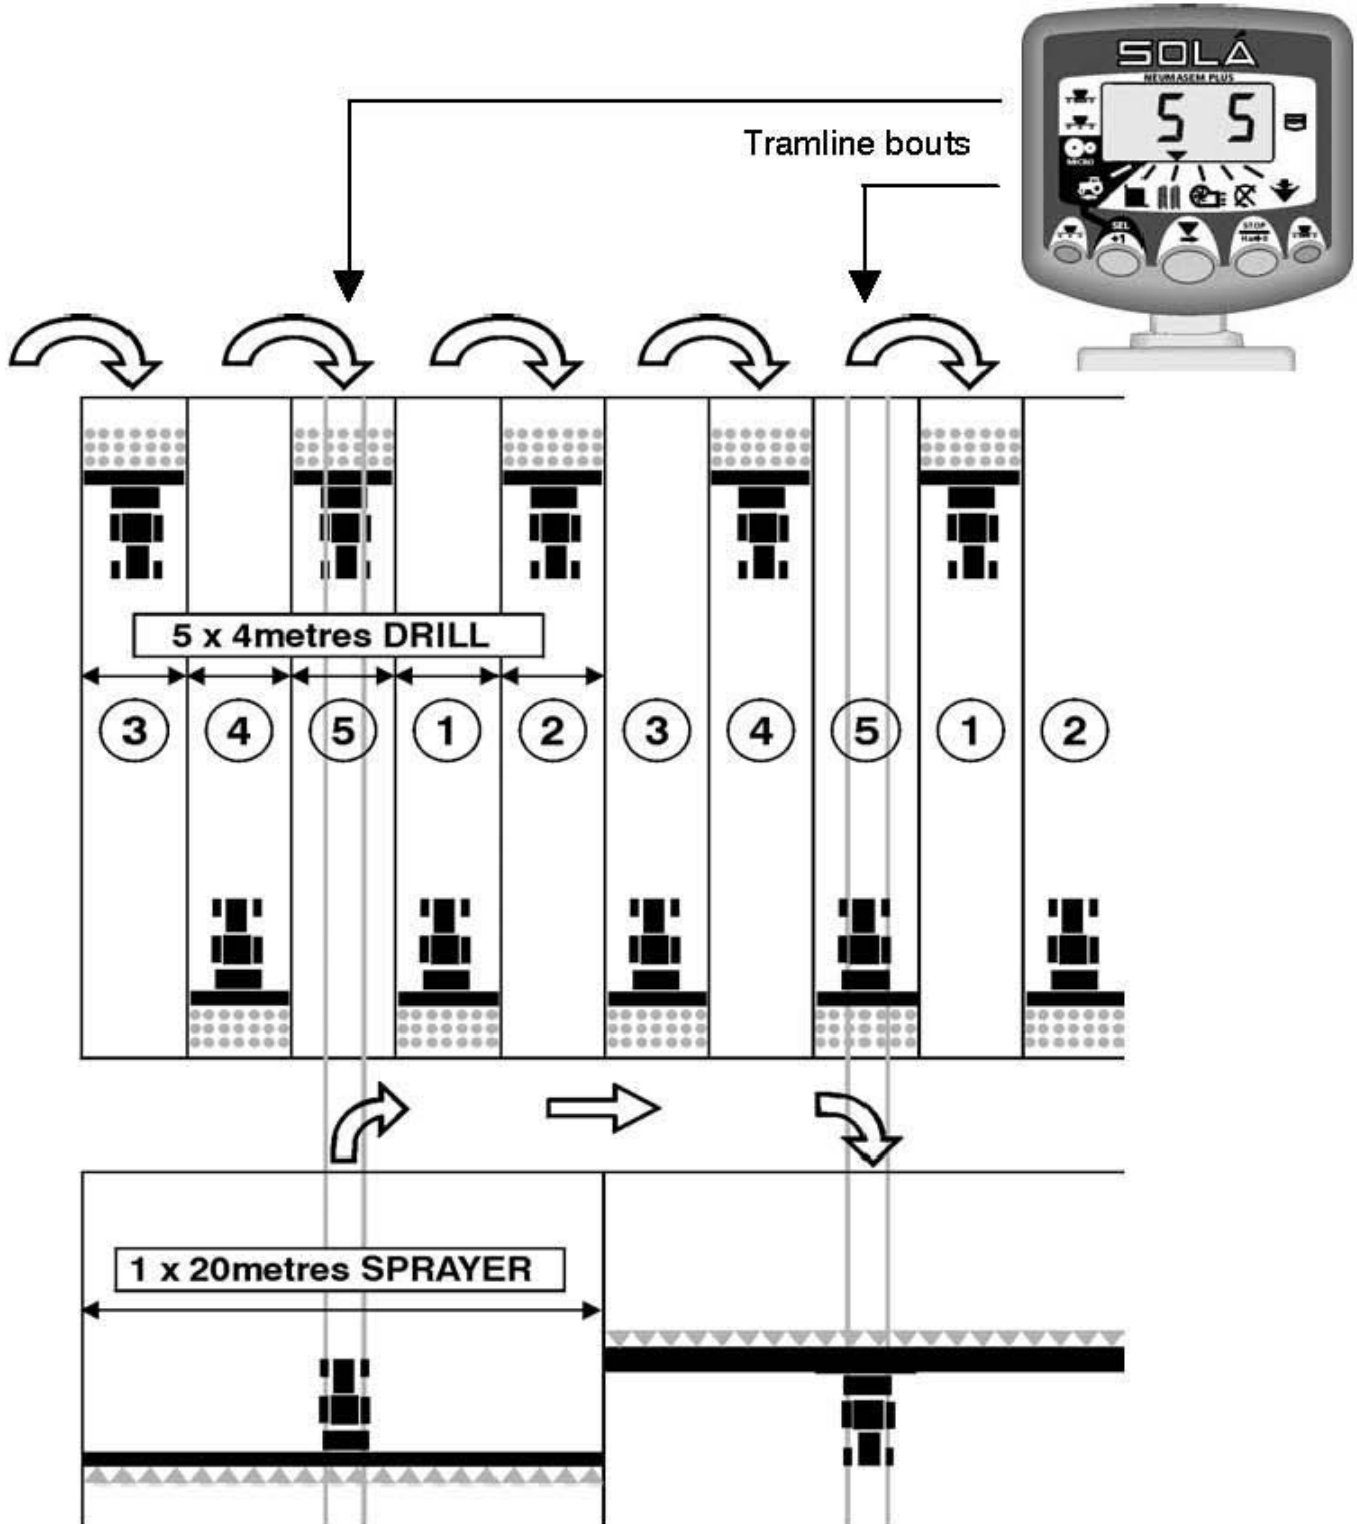 SOLÁ
NEUMASEM PLUS
5 5
MICRO
SEL
+1
STOP
Tramline bouts
5 x 4metres DRILL
3 4 5 1 2 3 4 5 1 2
1 x 20metres SPRAYER